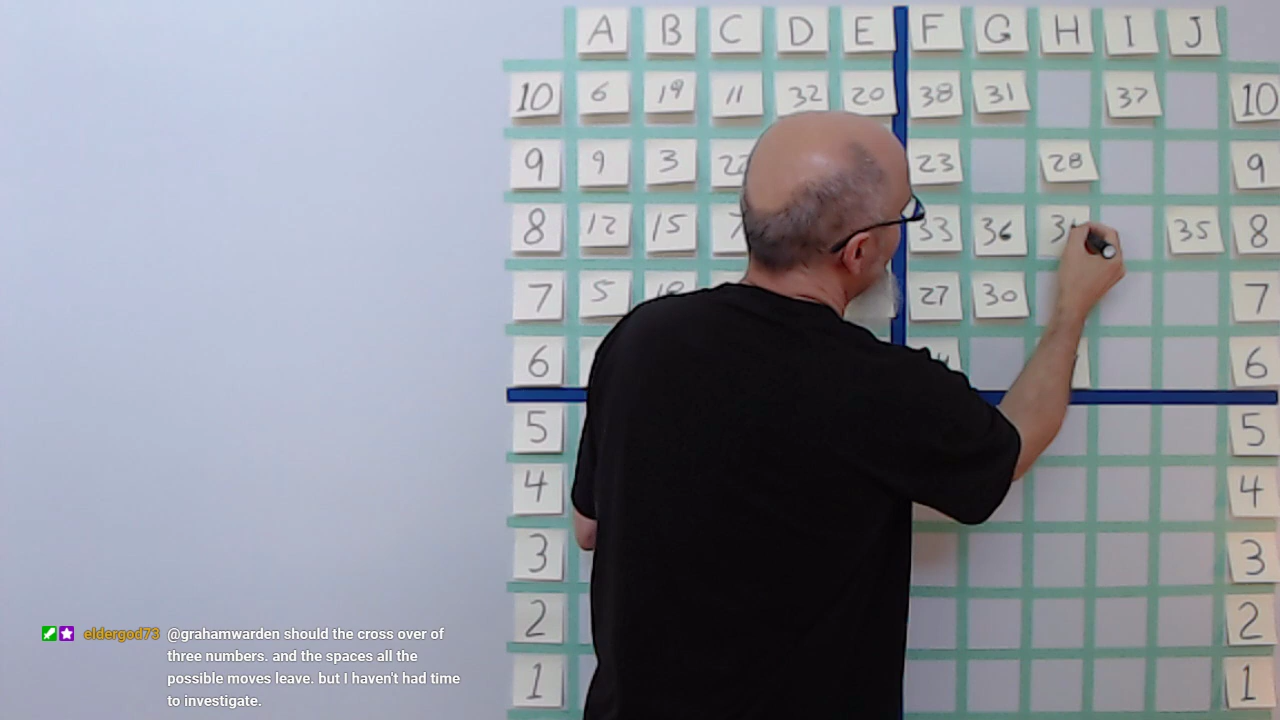 A B C D E F G H I J
10 6 19 11 32 20 38 31 37 10
9 9 3 22 23 28 9
8 12 15 7 33 36 35 8
7 5 27 30 7
6 6
5 5
4 4
3 3
2 2
1 1
eldergod73 @grahamwarden should the cross over of
three numbers. and the spaces all the
possible moves leave. but I haven't had time
to investigate.